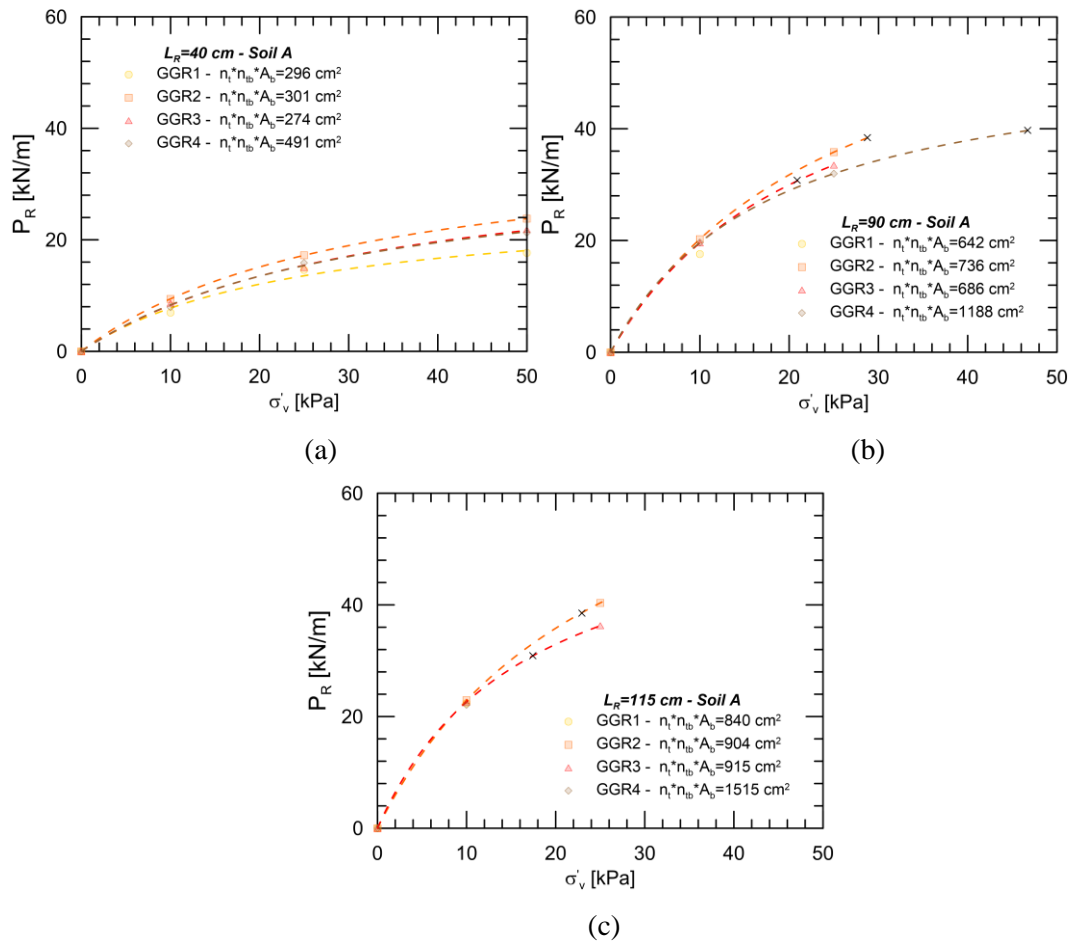 60
40
20
0
P_R [kN/m]
L_R=40 cm - Soil A
GGR1 - n_t*n_tb*A_b=296 cm²
GGR2 - n_t*n_tb*A_b=301 cm²
GGR3 - n_t*n_tb*A_b=274 cm²
GGR4 - n_t*n_tb*A_b=491 cm²
0 10 20 30 40 50
σ'_v [kPa]
(a)
60
40
20
0
P_R [kN/m]
L_R=90 cm - Soil A
GGR1 - n_t*n_tb*A_b=642 cm²
GGR2 - n_t*n_tb*A_b=736 cm²
GGR3 - n_t*n_tb*A_b=686 cm²
GGR4 - n_t*n_tb*A_b=1188 cm²
0 10 20 30 40 50
σ'_v [kPa]
(b)
60
40
20
0
P_R [kN/m]
L_R=115 cm - Soil A
GGR1 - n_t*n_tb*A_b=840 cm²
GGR2 - n_t*n_tb*A_b=904 cm²
GGR3 - n_t*n_tb*A_b=915 cm²
GGR4 - n_t*n_tb*A_b=1515 cm²
0 10 20 30 40 50
σ'_v [kPa]
(c)